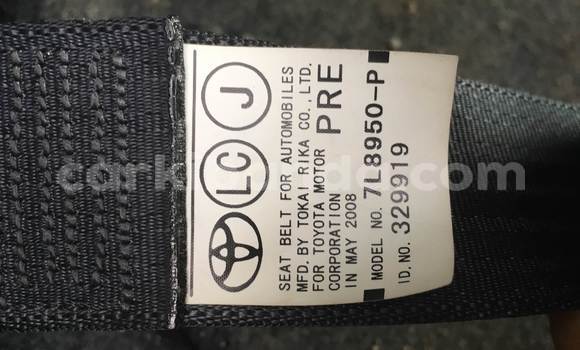 LC J
SEAT BELT FOR AUTOMOBILES
MFD. BY TOKAI RIKA CO., LTD.
FOR TOYOTA MOTOR
CORPORATION PRE
IN MAY 2008
MODEL NO. 7L8950-P
ID. NO. 329919